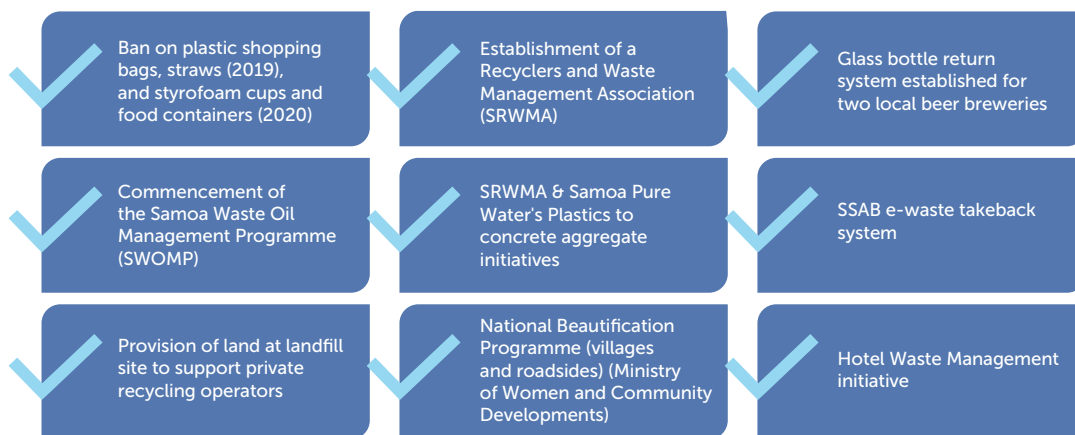 Ban on plastic shopping
bags, straws (2019),
and styrofoam cups and
food containers (2020)
Establishment of a
Recyclers and Waste
Management Association
(SRWMA)
Glass bottle return
system established for
two local beer breweries
Commencement of
the Samoa Waste Oil
Management Programme
(SWOMP)
SRWMA & Samoa Pure
Water's Plastics to
concrete aggregate
initiatives
SSAB e-waste takeback
system
Provision of land at landfill
site to support private
recycling operators
National Beautification
Programme (villages
and roadsides) (Ministry
of Women and Community
Developments)
Hotel Waste Management
initiative